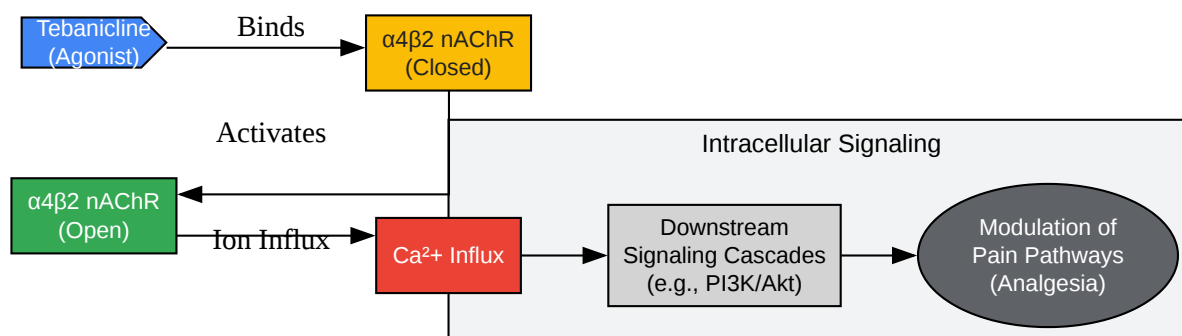 Tebanicline
(Agonist)
Binds
α4β2 nAChR
(Closed)
Activates
Intracellular Signaling
α4β2 nAChR
(Open)
Ion Influx
Ca²+ Influx
Downstream
Signaling Cascades
(e.g., PI3K/Akt)
Modulation of
Pain Pathways
(Analgesia)